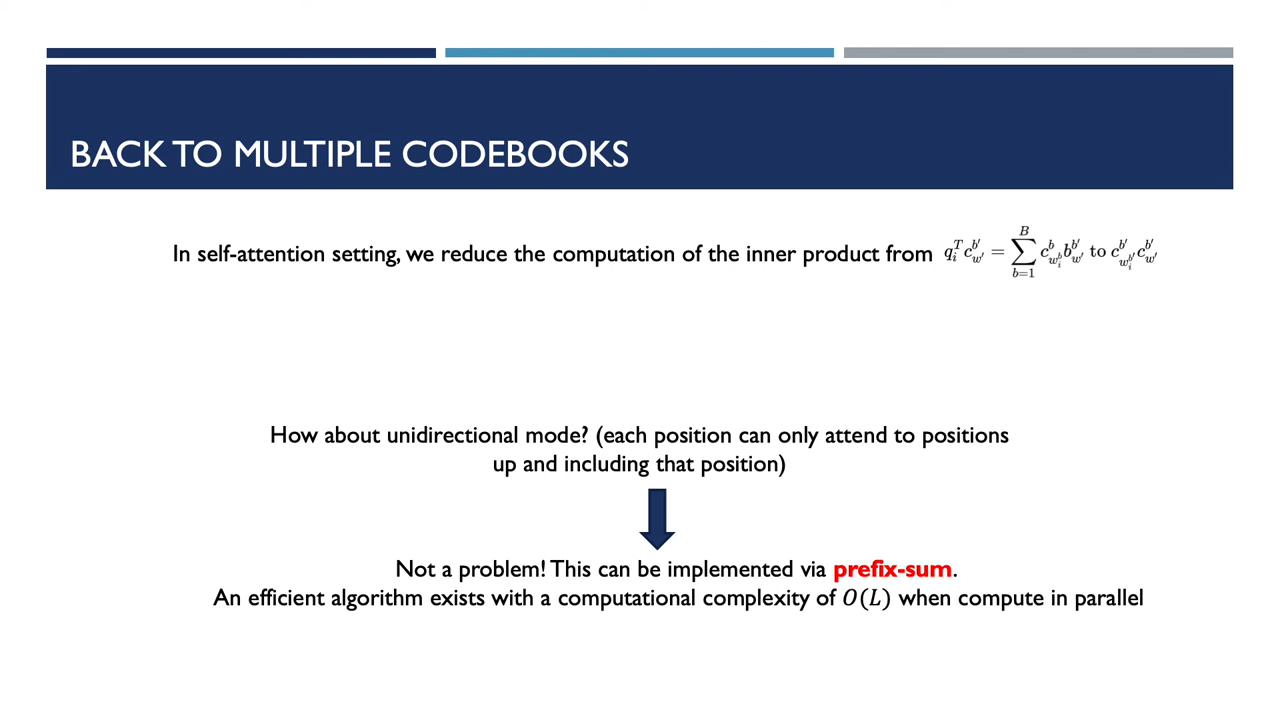 BACK TO MULTIPLE CODEBOOKS
In self-attention setting, we reduce the computation of the inner product from $q_i^T c_{w'}^{b'} = \sum_{b=1}^{B} c_{w_i^b}^{b} b_{w'}^{b'}$ to $c_{w_i^{b'}}^{b'} c_{w'}^{b'}$
How about unidirectional mode? (each position can only attend to positions
up and including that position)
Not a problem! This can be implemented via prefix-sum.
An efficient algorithm exists with a computational complexity of $O(L)$ when compute in parallel